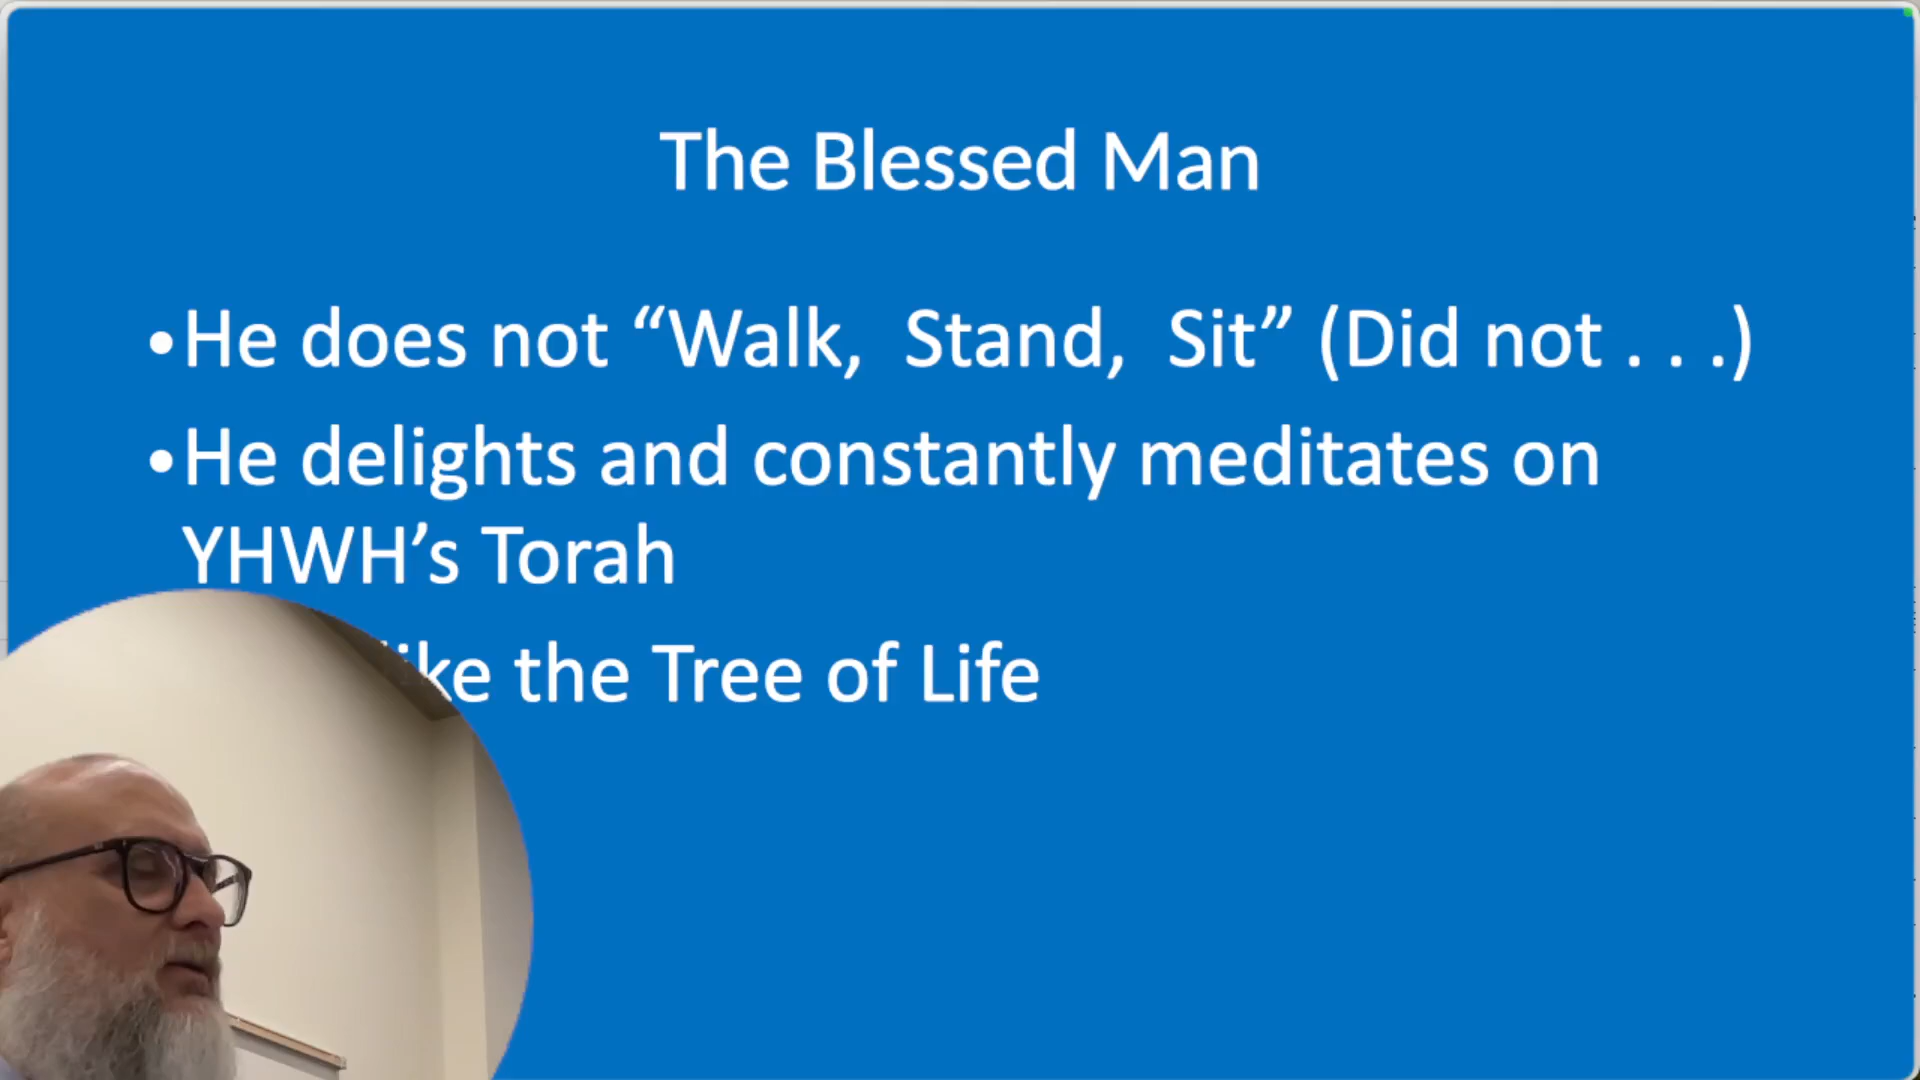 The Blessed Man
•He does not “Walk, Stand, Sit” (Did not . . .)
•He delights and constantly meditates on
YHWH’s Torah
like the Tree of Life